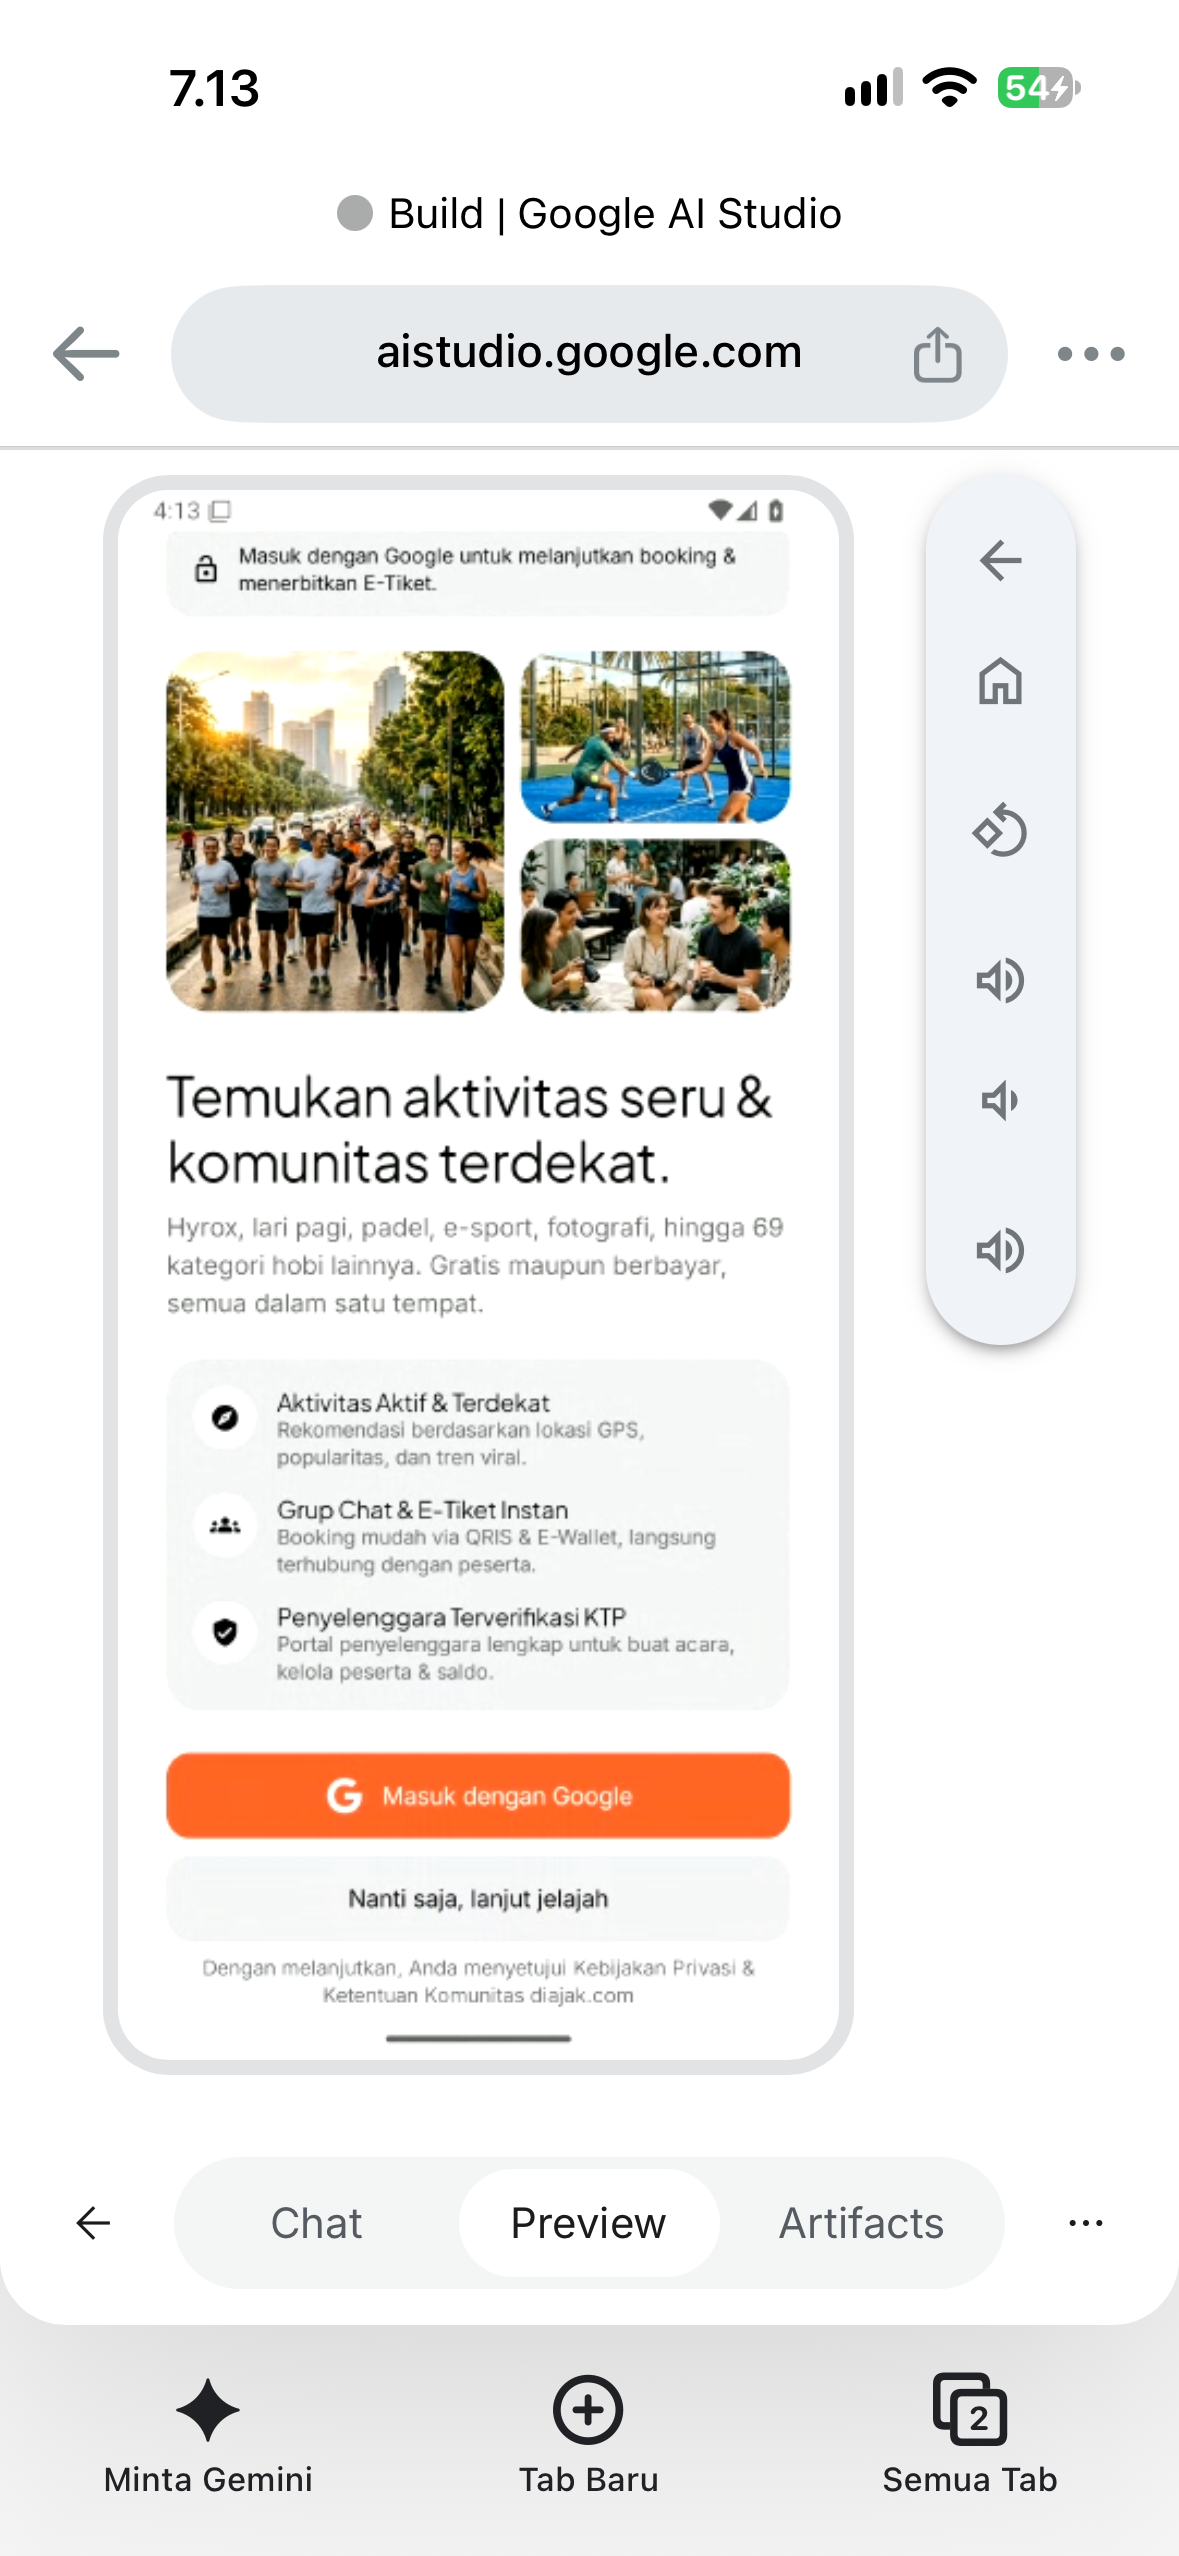 7.13
54
Build | Google AI Studio
aistudio.google.com
4:13
Masuk dengan Google untuk melanjutkan booking &
menerbitkan E-Tiket.
Temukan aktivitas seru &
komunitas terdekat.
Hyrox, lari pagi, padel, e-sport, fotografi, hingga 69
kategori hobi lainnya. Gratis maupun berbayar,
semua dalam satu tempat.
Aktivitas Aktif & Terdekat
Rekomendasi berdasarkan lokasi GPS,
popularitas, dan tren viral.
Grup Chat & E-Tiket Instan
Booking mudah via QRIS & E-Wallet, langsung
terhubung dengan peserta.
Penyelenggara Terverifikasi KTP
Portal penyelenggara lengkap untuk buat acara,
kelola peserta & saldo.
G Masuk dengan Google
Nanti saja, lanjut jelajah
Dengan melanjutkan, Anda menyetujui Kebijakan Privasi &
Ketentuan Komunitas diajak.com
Chat Preview Artifacts
2
Minta Gemini Tab Baru Semua Tab